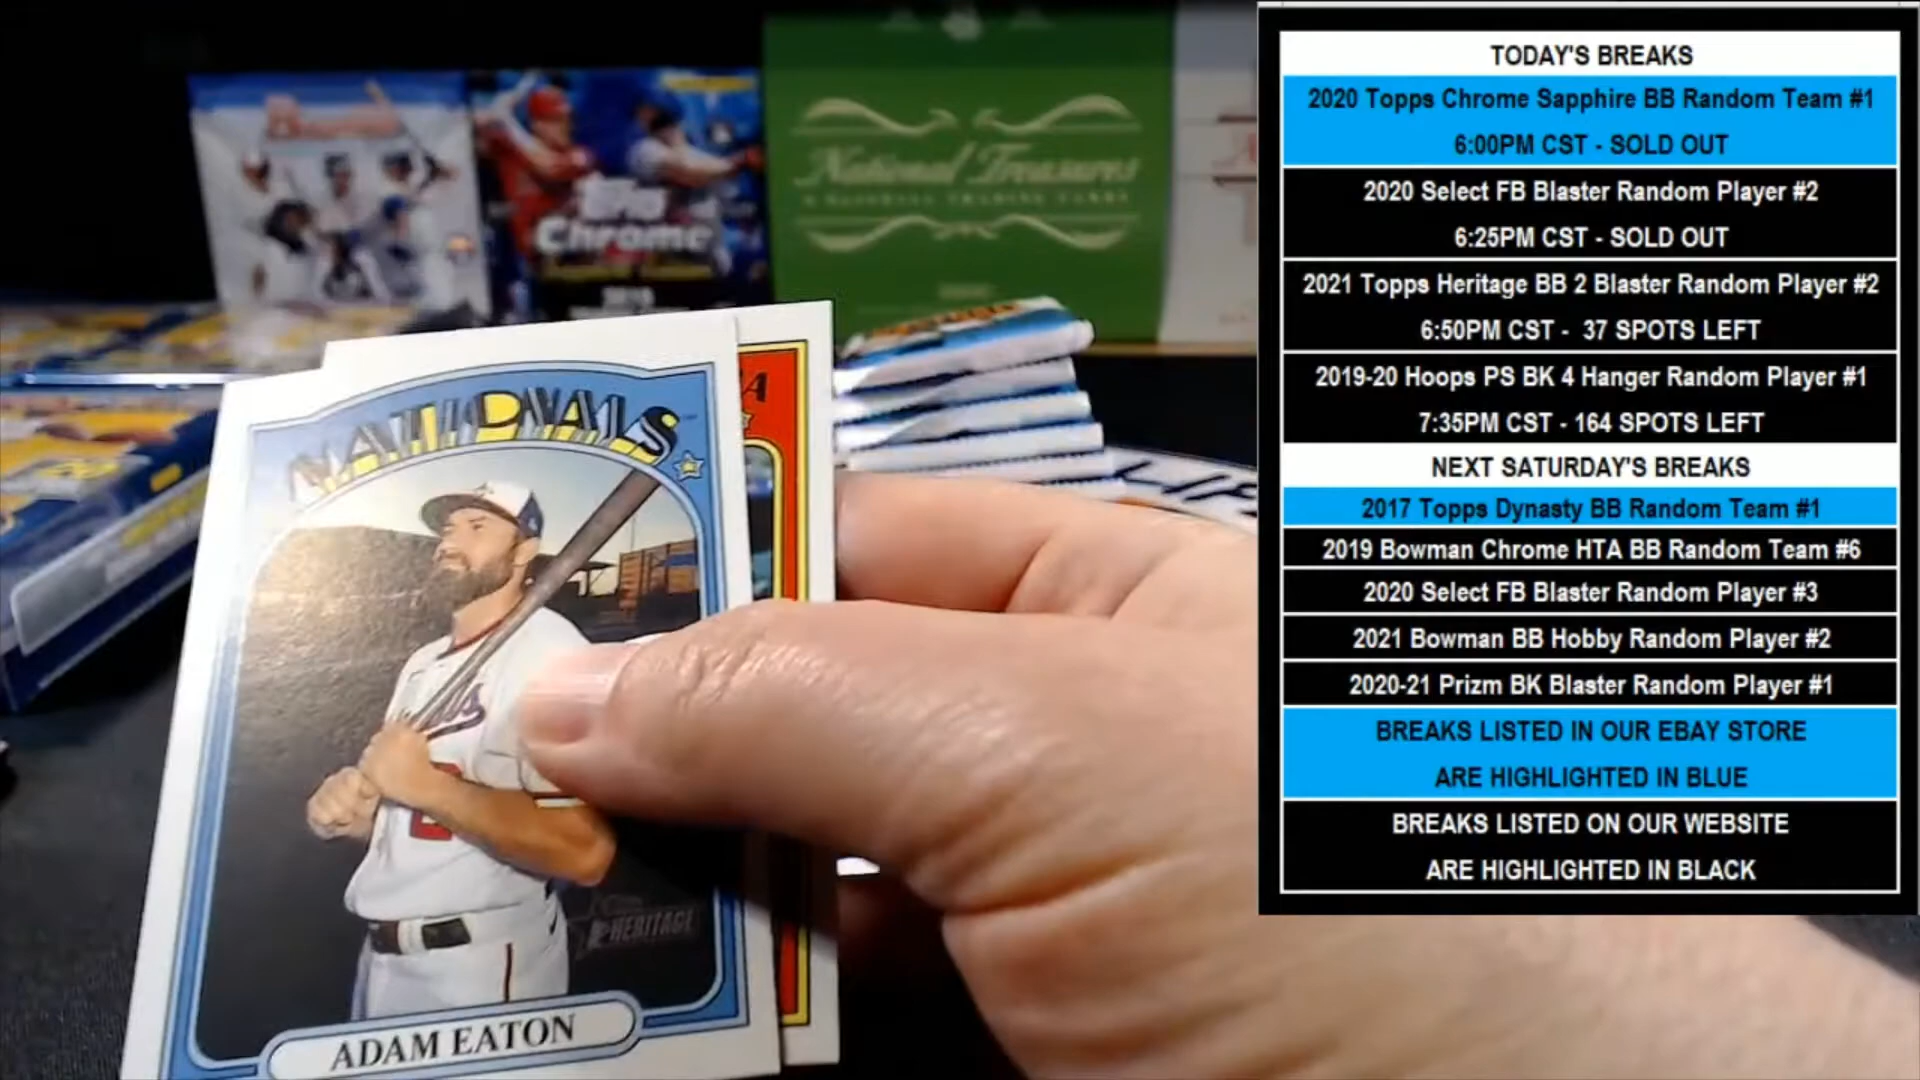 National Treasures
BASEBALL TRADING CARDS
Topps
Chrome
NATIONALS
HERITAGE
ADAM EATON
TODAY'S BREAKS
2020 Topps Chrome Sapphire BB Random Team #1
6:00PM CST - SOLD OUT
2020 Select FB Blaster Random Player #2
6:25PM CST - SOLD OUT
2021 Topps Heritage BB 2 Blaster Random Player #2
6:50PM CST - 37 SPOTS LEFT
2019-20 Hoops PS BK 4 Hanger Random Player #1
7:35PM CST - 164 SPOTS LEFT
NEXT SATURDAY'S BREAKS
2017 Topps Dynasty BB Random Team #1
2019 Bowman Chrome HTA BB Random Team #6
2020 Select FB Blaster Random Player #3
2021 Bowman BB Hobby Random Player #2
2020-21 Prizm BK Blaster Random Player #1
BREAKS LISTED IN OUR EBAY STORE
ARE HIGHLIGHTED IN BLUE
BREAKS LISTED ON OUR WEBSITE
ARE HIGHLIGHTED IN BLACK